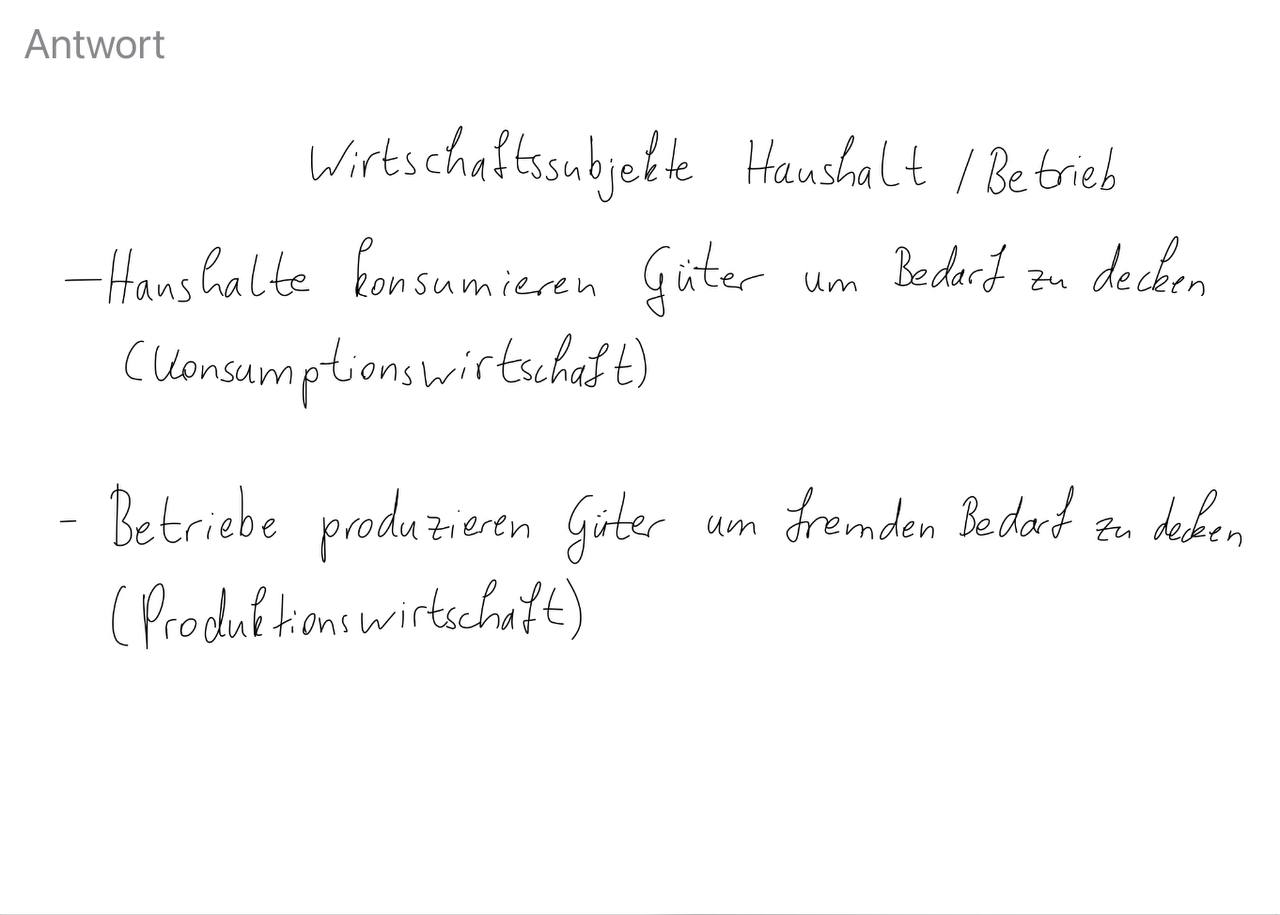 Antwort
Wirtschaftssubjekte Haushalt / Betrieb
- Haushalte konsumieren Güter um Bedarf zu decken
(Konsumptionswirtschaft)
- Betriebe produzieren Güter um fremden Bedarf zu decken
(Produktionswirtschaft)